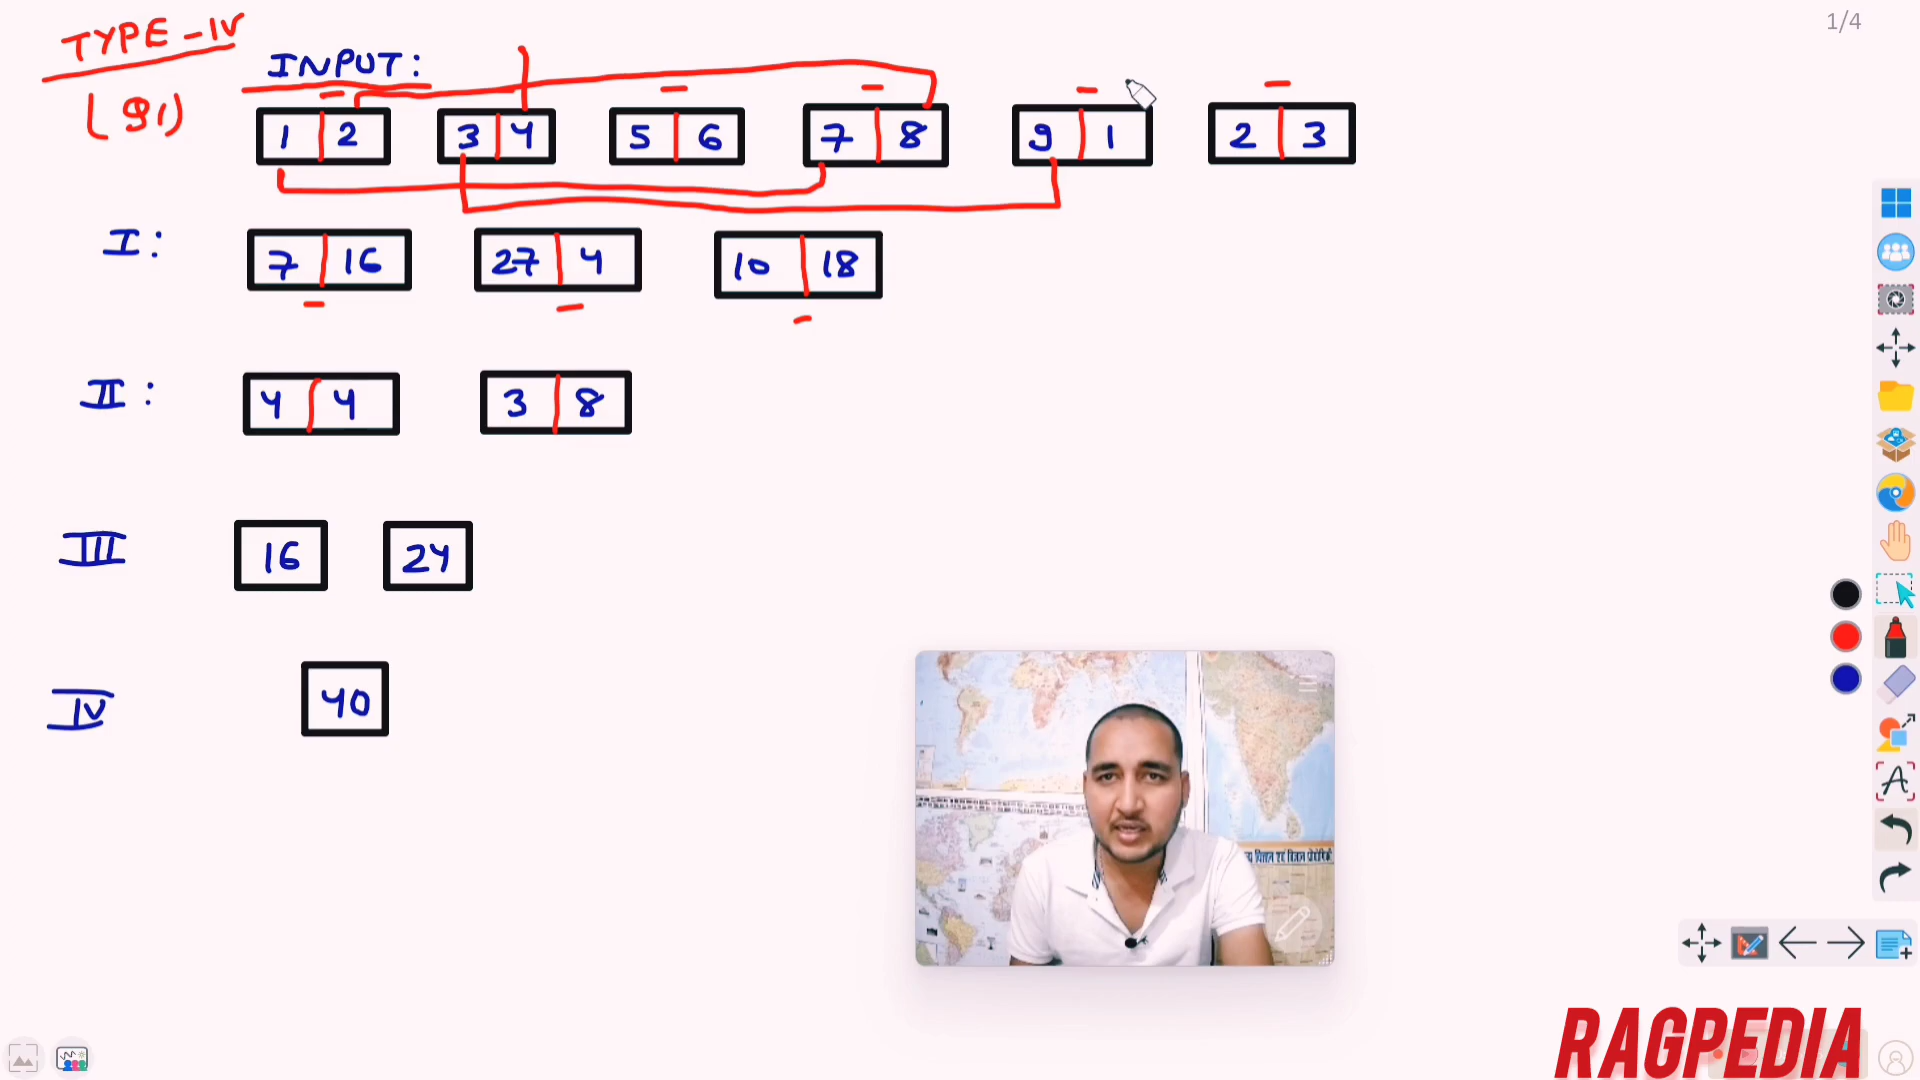 1/4
TYPE-IV
INPUT:
(91)
1 2 3 4 5 6 7 8 9 1 2 3
I: 7 16 27 4 10 18
II: 4 4 3 8
III 16 24
IV 40
RAGPEDIA